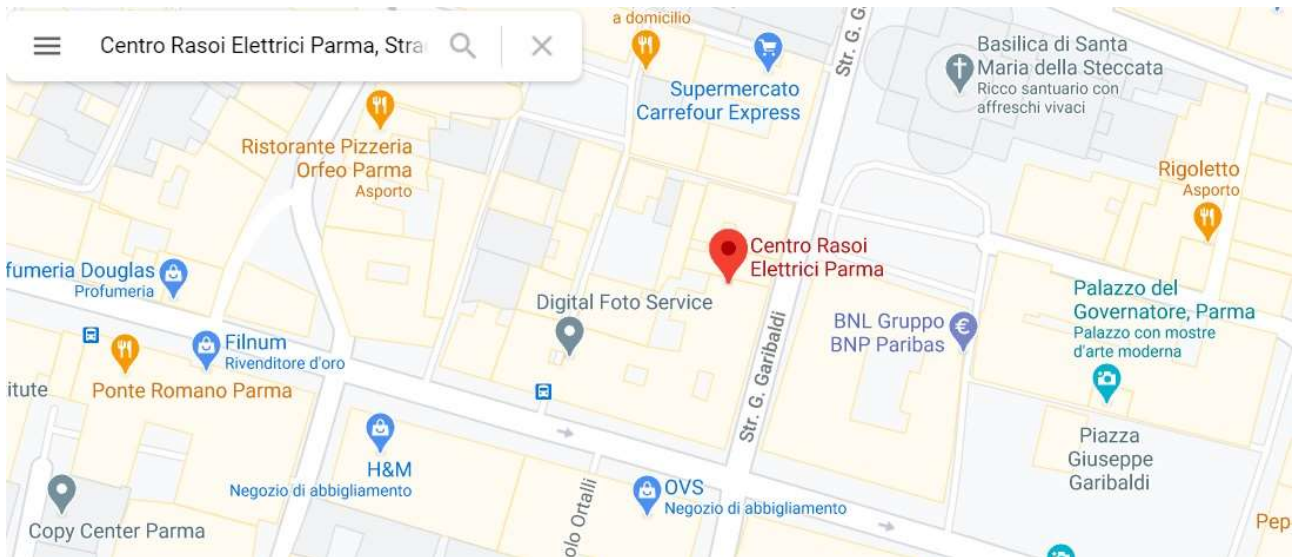 Centro Rasoi Elettrici Parma, Stra
a domicilio
Str. G. G
Supermercato
Carrefour Express
Basilica di Santa
Maria della Steccata
Ricco santuario con
affreschi vivaci
Ristorante Pizzeria
Orfeo Parma
Asporto
Rigoletto
Asporto
Centro Rasoi
Elettrici Parma
fumeria Douglas
Profumeria
Digital Foto Service
Palazzo del
Governatore, Parma
Palazzo con mostre
d'arte moderna
BNL Gruppo
BNP Paribas
€
Filnum
Rivenditore d'oro
Ponte Romano Parma
itute
Str. G. Garibaldi
Piazza
Giuseppe
Garibaldi
H&M
Negozio di abbigliamento
OVS
Negozio di abbigliamento
olo Ortalli
Copy Center Parma
Pep